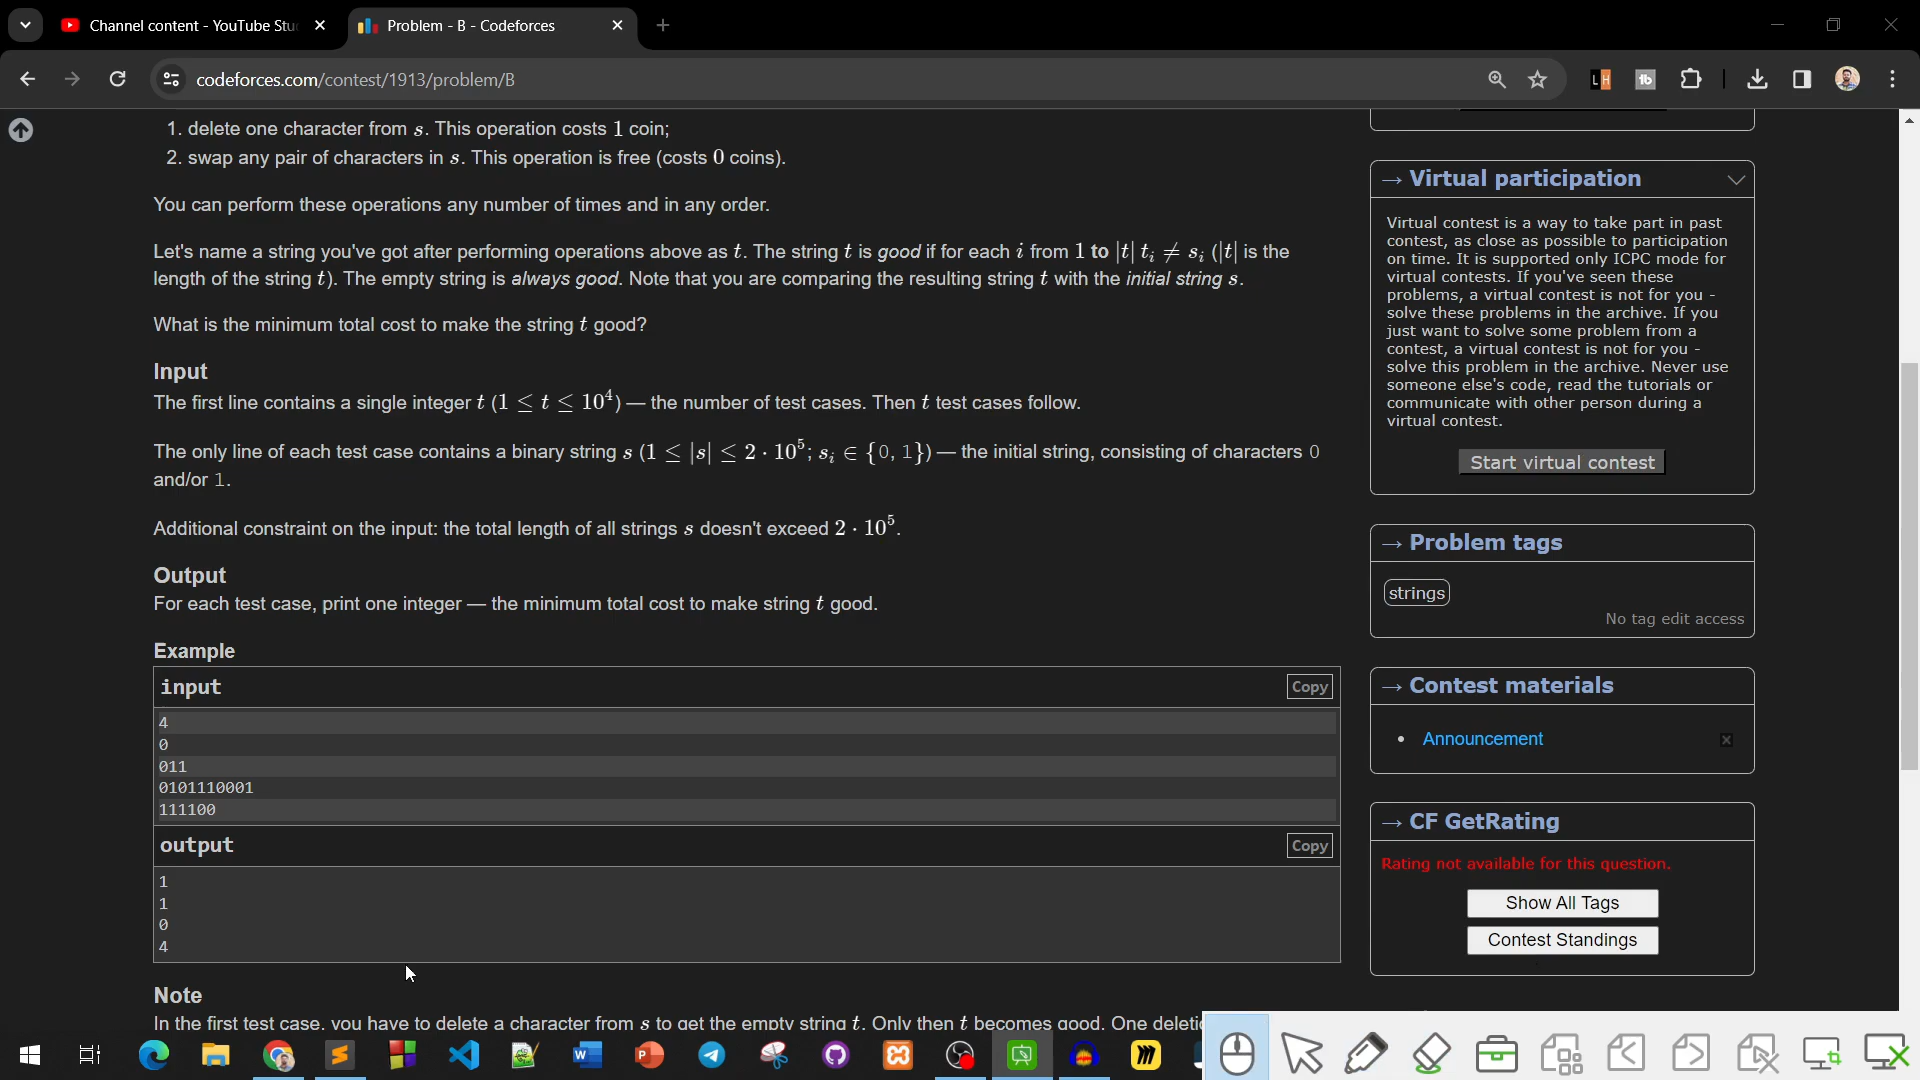 Channel content - YouTube Stu
Problem - B - Codeforces
codeforces.com/contest/1913/problem/B
1. delete one character from s. This operation costs 1 coin;
2. swap any pair of characters in s. This operation is free (costs 0 coins).
You can perform these operations any number of times and in any order.
Let's name a string you've got after performing operations above as t. The string t is good if for each i from 1 to |t| tᵢ ≠ sᵢ (|t| is the
length of the string t). The empty string is always good. Note that you are comparing the resulting string t with the initial string s.
What is the minimum total cost to make the string t good?
Input
The first line contains a single integer t (1 ≤ t ≤ 10⁴) — the number of test cases. Then t test cases follow.
The only line of each test case contains a binary string s (1 ≤ |s| ≤ 2 · 10⁵; sᵢ ∈ {0, 1}) — the initial string, consisting of characters 0
and/or 1.
Additional constraint on the input: the total length of all strings s doesn't exceed 2 · 10⁵.
Output
For each test case, print one integer — the minimum total cost to make string t good.
Example
input
Copy
4
0
011
0101110001
111100
output
Copy
1
1
0
4
Note
In the first test case, you have to delete a character from s to get the empty string t. Only then t becomes good. One deleti
→ Virtual participation
Virtual contest is a way to take part in past
contest, as close as possible to participation
on time. It is supported only ICPC mode for
virtual contests. If you've seen these
problems, a virtual contest is not for you -
solve these problems in the archive. If you
just want to solve some problem from a
contest, a virtual contest is not for you -
solve this problem in the archive. Never use
someone else's code, read the tutorials or
communicate with other person during a
virtual contest.
Start virtual contest
→ Problem tags
strings
No tag edit access
→ Contest materials
Announcement
→ CF GetRating
Rating not available for this question.
Show All Tags
Contest Standings